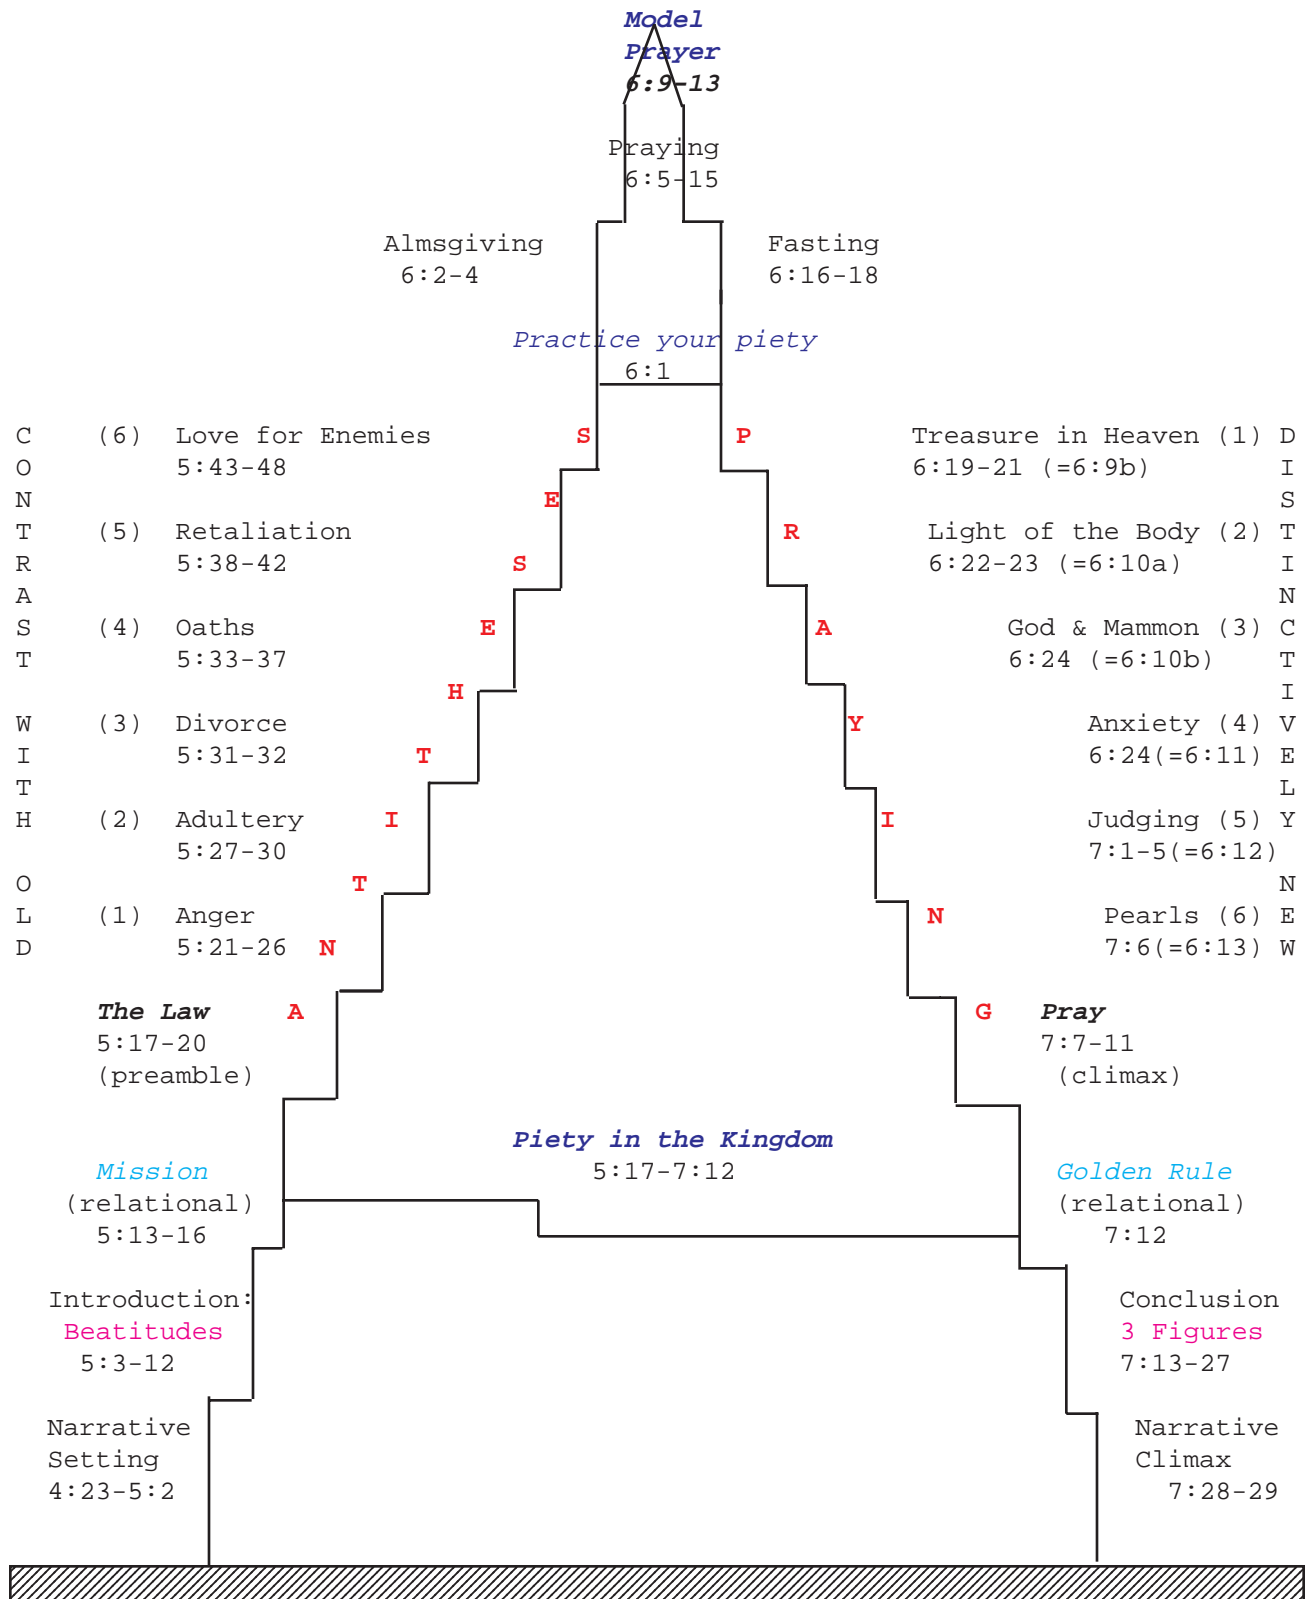 Model
Prayer
6:9-13
Praying
6:5-15
Almsgiving
6:2-4
Fasting
6:16-18
Practice your piety
6:1
CONTRAST WITH OLD
(6) Love for Enemies
5:43-48
(5) Retaliation
5:38-42
(4) Oaths
5:33-37
(3) Divorce
5:31-32
(2) Adultery
5:27-30
(1) Anger
5:21-26
The Law
5:17-20
(preamble)
ANTITHESES
PRAYING
Treasure in Heaven (1)
6:19-21 (=6:9b)
Light of the Body (2)
6:22-23 (=6:10a)
God & Mammon (3)
6:24 (=6:10b)
Anxiety (4)
6:24(=6:11)
Judging (5)
7:1-5(=6:12)
Pearls (6)
7:6(=6:13)
DISTINCTIVELY NEW
Pray
7:7-11
(climax)
Piety in the Kingdom
5:17-7:12
Mission
(relational)
5:13-16
Golden Rule
(relational)
7:12
Introduction:
Beatitudes
5:3-12
Conclusion
3 Figures
7:13-27
Narrative
Setting
4:23-5:2
Narrative
Climax
7:28-29